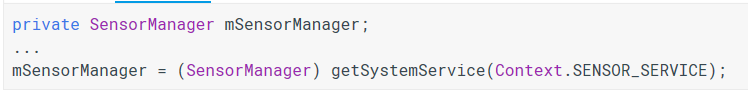 private SensorManager mSensorManager;
...
mSensorManager = (SensorManager) getSystemService(Context.SENSOR_SERVICE);